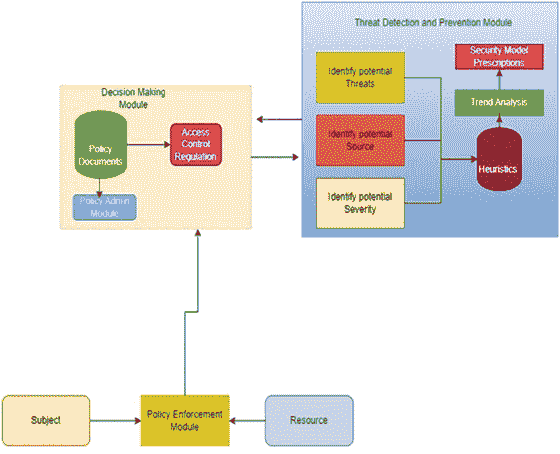 Threat Detection and Prevention Module
Security Model
Prescriptions
Identify potential
Threats
Trend Analysis
Identify potential
Source
Heuristics
Identify potential
Severity
Decision Making
Module
Access
Control
Regulation
Policy
Documents
Policy Admin
Module
Subject
Policy Enforcement
Module
Resource